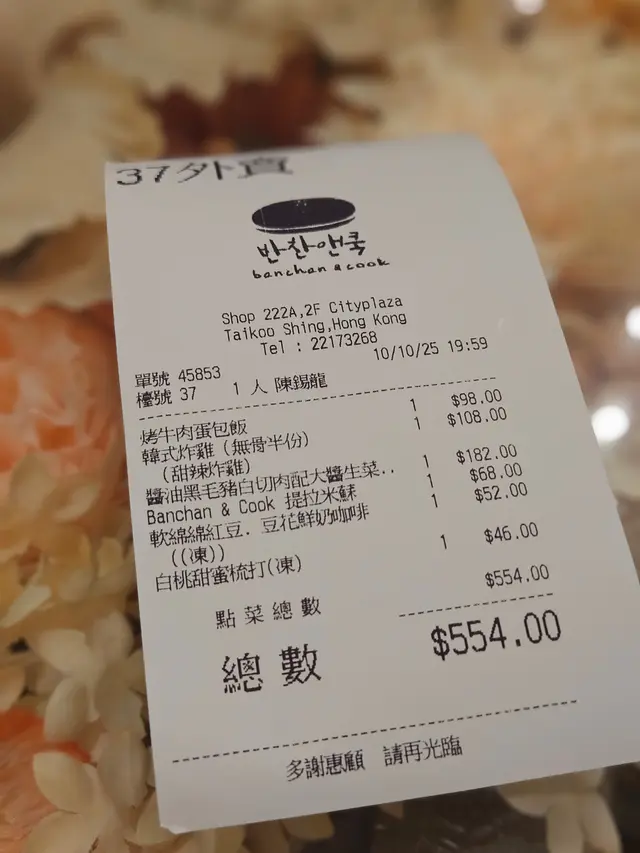 37外賣
반찬앤쿡
banchan & cook
Shop 222A,2F Cityplaza
Taikoo Shing,Hong Kong
Tel : 22173268
單號 45853 10/10/25 19:59
檯號 37 1 人 陳錫龍
烤牛肉蛋包飯 1 $98.00
韓式炸雞 (無骨半份) 1 $108.00
(甜辣炸雞)
醬油黑毛豬白切肉配大醬生菜.. 1 $182.00
Banchan & Cook 提拉米蘇 1 $68.00
軟綿綿紅豆. 豆花鮮奶咖啡 1 $52.00
((凍))
白桃甜蜜梳打(凍) 1 $46.00
點菜總數 $554.00
總數 $554.00
多謝惠顧 請再光臨